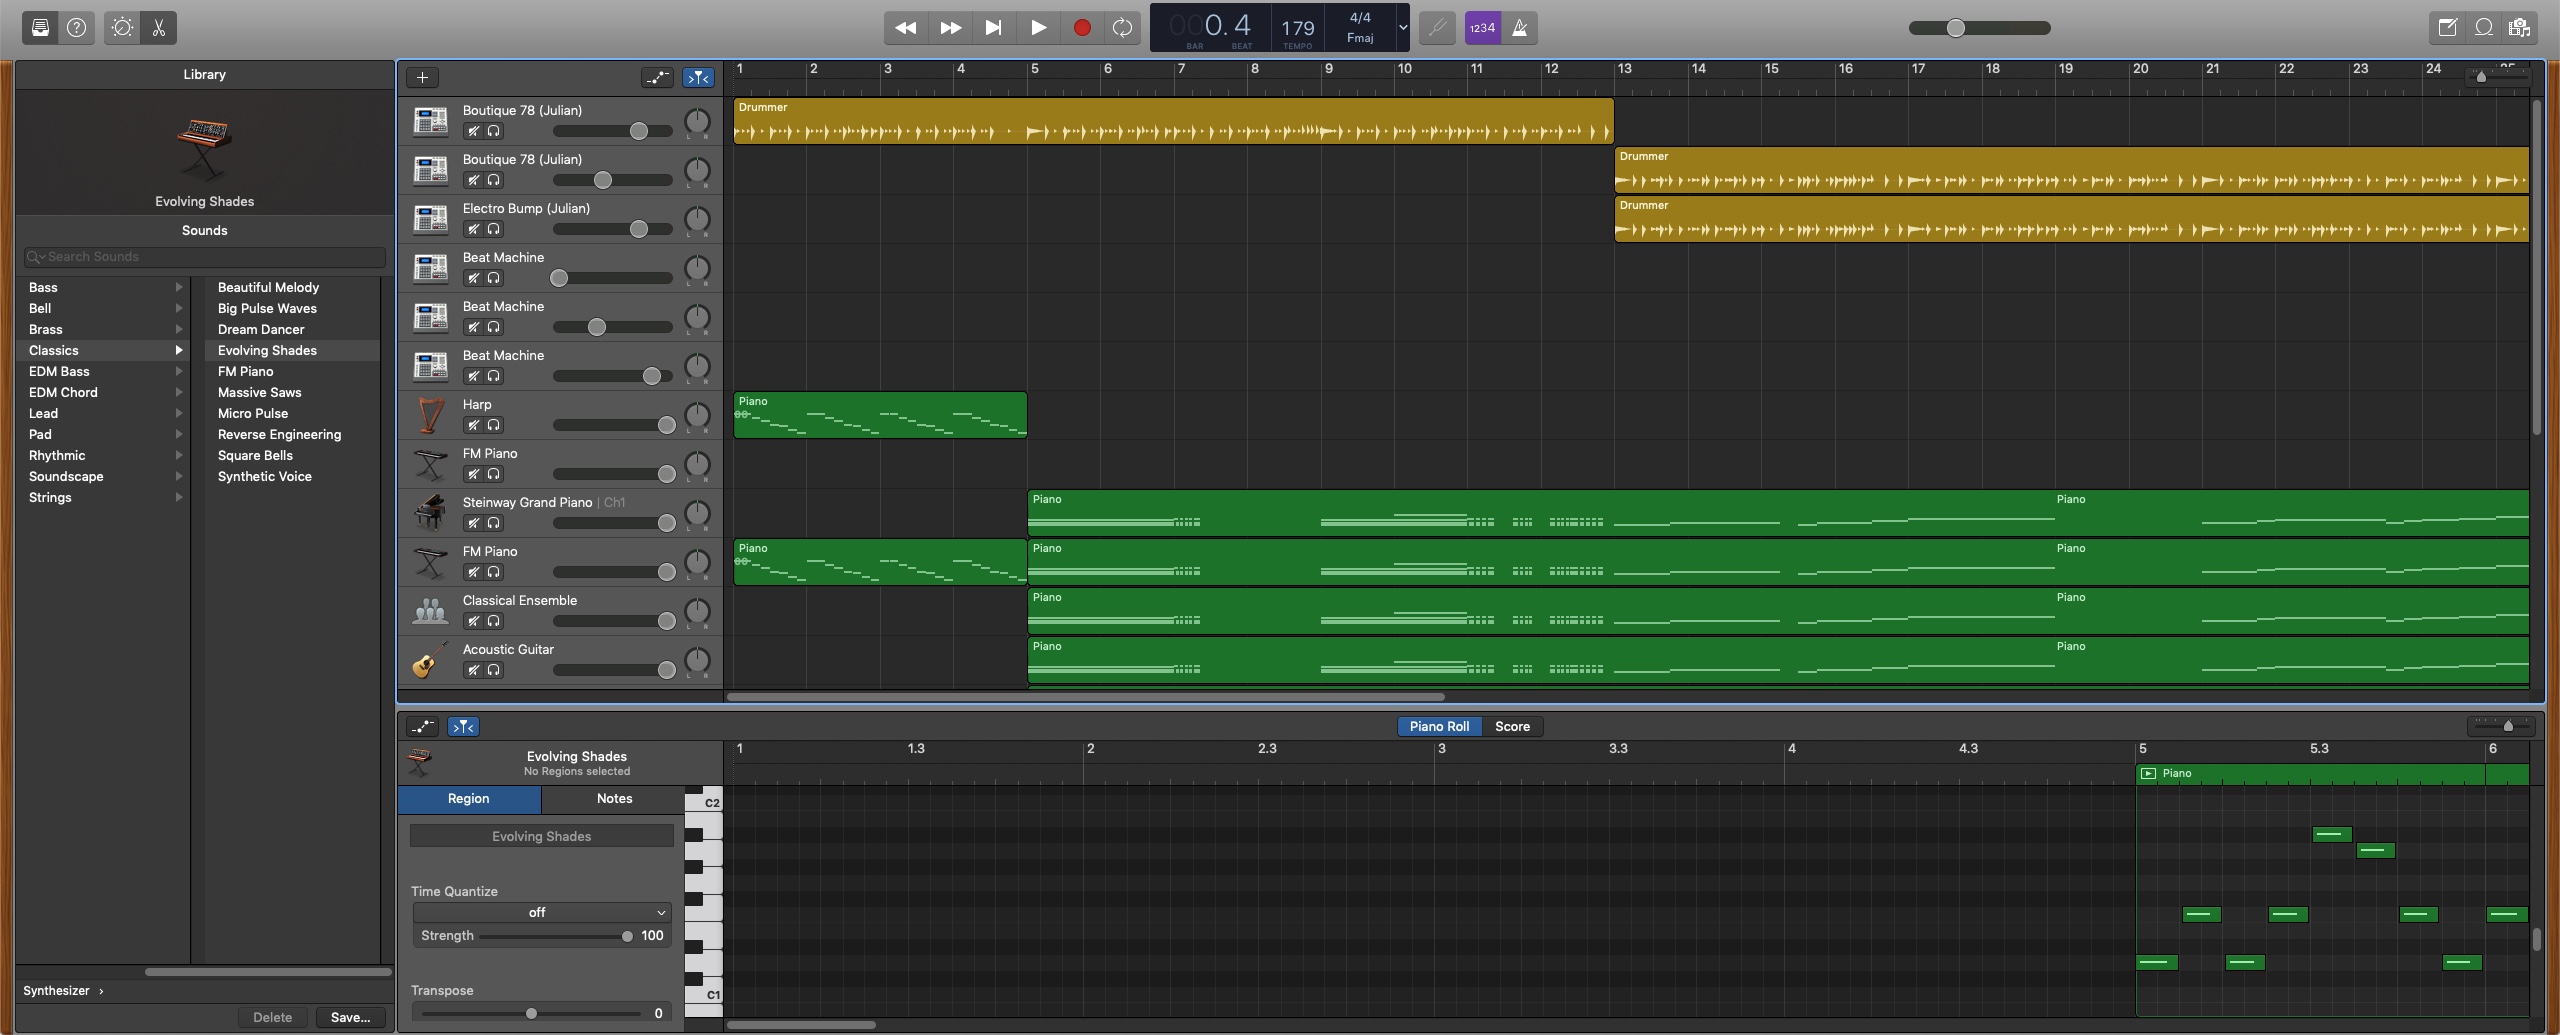 000.4
BAR BEAT
179
TEMPO
4/4
Fmaj
1234
Library
Evolving Shades
Sounds
Search Sounds
Bass
Bell
Brass
Classics
EDM Bass
EDM Chord
Lead
Pad
Rhythmic
Soundscape
Strings
Beautiful Melody
Big Pulse Waves
Dream Dancer
Evolving Shades
FM Piano
Massive Saws
Micro Pulse
Reverse Engineering
Square Bells
Synthetic Voice
Synthesizer ›
Delete Save...
1 2 3 4 5 6 7 8 9 10 11 12 13 14 15 16 17 18 19 20 21 22 23 24 25
Boutique 78 (Julian)
L R
Drummer
Boutique 78 (Julian)
L R
Drummer
Electro Bump (Julian)
L R
Drummer
Beat Machine
L R
Beat Machine
L R
Beat Machine
L R
Harp
L R
Piano
FM Piano
L R
Steinway Grand Piano | Ch1
L R
Piano Piano
FM Piano
L R
Piano Piano Piano
Classical Ensemble
L R
Piano Piano
Acoustic Guitar
L R
Piano Piano
Piano Roll Score
Evolving Shades
No Regions selected
1 1.3 2 2.3 3 3.3 4 4.3 5 5.3 6
Piano
Region Notes
Evolving Shades
Time Quantize
off
Strength 100
Transpose
0
C2
C1